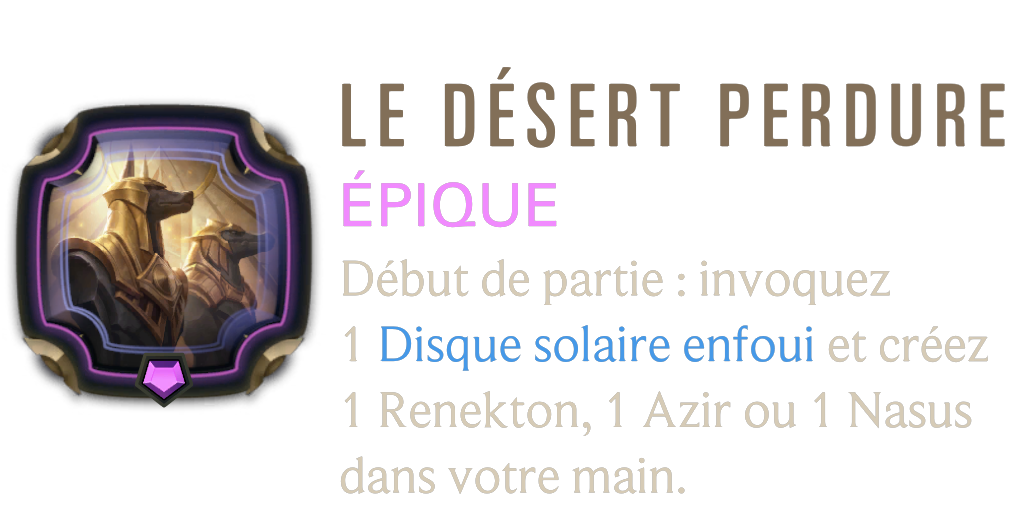 LE DÉSERT PERDURE
ÉPIQUE
Début de partie : invoquez
1 Disque solaire enfoui et créez
1 Renekton, 1 Azir ou 1 Nasus
dans votre main.